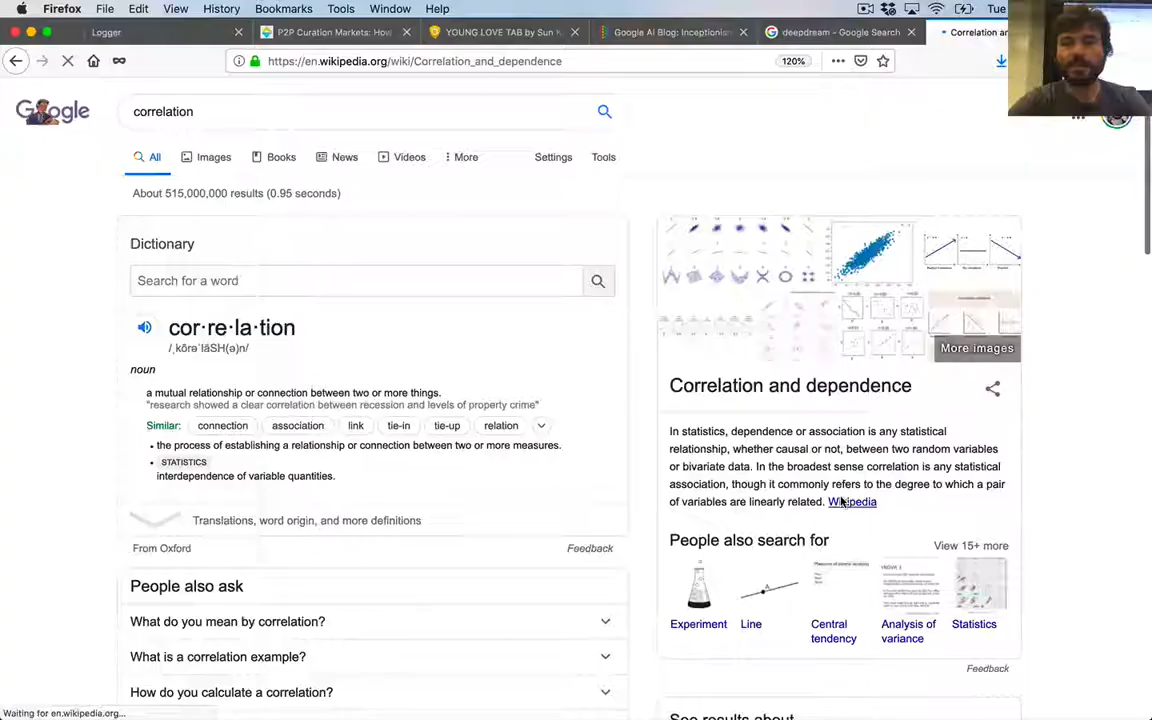 Firefox File Edit View History Bookmarks Tools Window Help Tue
Logger
P2P Curation Markets: How
YOUNG LOVE TAB by Sun K
Google AI Blog: Inceptionism
deepdream - Google Search
Correlation an
https://en.wikipedia.org/wiki/Correlation_and_dependence
120%
Google
correlation
All Images Books News Videos More Settings Tools
About 515,000,000 results (0.95 seconds)
Dictionary
Search for a word
cor·re·la·tion
/ˌkôrəˈlāSH(ə)n/
noun
a mutual relationship or connection between two or more things.
"research showed a clear correlation between recession and levels of property crime"
Similar: connection association link tie-in tie-up relation
• the process of establishing a relationship or connection between two or more measures.
• STATISTICS
interdependence of variable quantities.
Translations, word origin, and more definitions
From Oxford Feedback
People also ask
What do you mean by correlation?
What is a correlation example?
How do you calculate a correlation?
More images
Correlation and dependence
In statistics, dependence or association is any statistical
relationship, whether causal or not, between two random variables
or bivariate data. In the broadest sense correlation is any statistical
association, though it commonly refers to the degree to which a pair
of variables are linearly related. Wikipedia
People also search for
View 15+ more
Experiment
Line
Central
tendency
Analysis of
variance
Statistics
Feedback
See results about
Waiting for en.wikipedia.org...